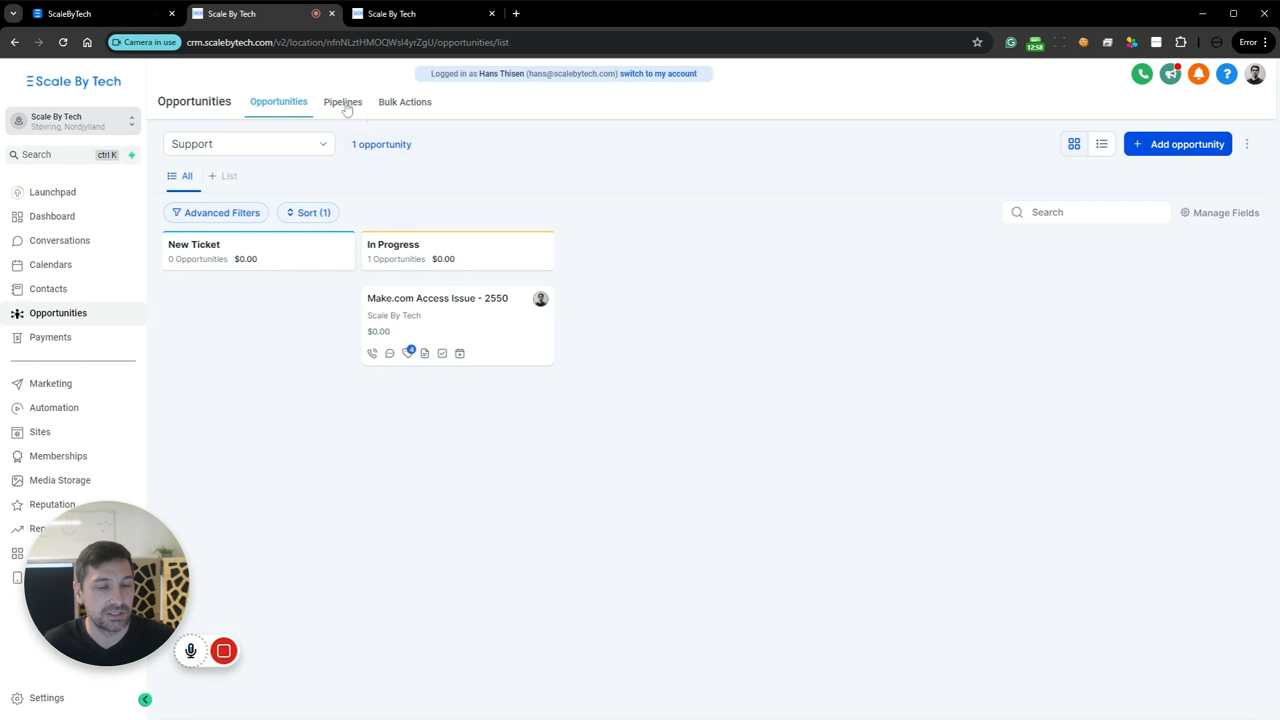 ScaleByTech
Scale By Tech
Scale By Tech
Camera in use
crm.scalebytech.com/v2/location/nfnNLztHMOQWsI4yrZgU/opportunities/list
12:58
Error
Scale By Tech
Logged in as Hans Thisen (hans@scalebytech.com) switch to my account
Opportunities
Opportunities
Pipelines
Bulk Actions
Scale By Tech
Støvring, Nordjylland
Search
ctrl K
Support
1 opportunity
Add opportunity
All
+ List
Advanced Filters
Sort (1)
Search
Manage Fields
Launchpad
Dashboard
Conversations
Calendars
Contacts
Opportunities
Payments
Marketing
Automation
Sites
Memberships
Media Storage
Reputation
Rep
Settings
New Ticket
0 Opportunities $0.00
In Progress
1 Opportunities $0.00
Make.com Access Issue - 2550
Scale By Tech
$0.00
4